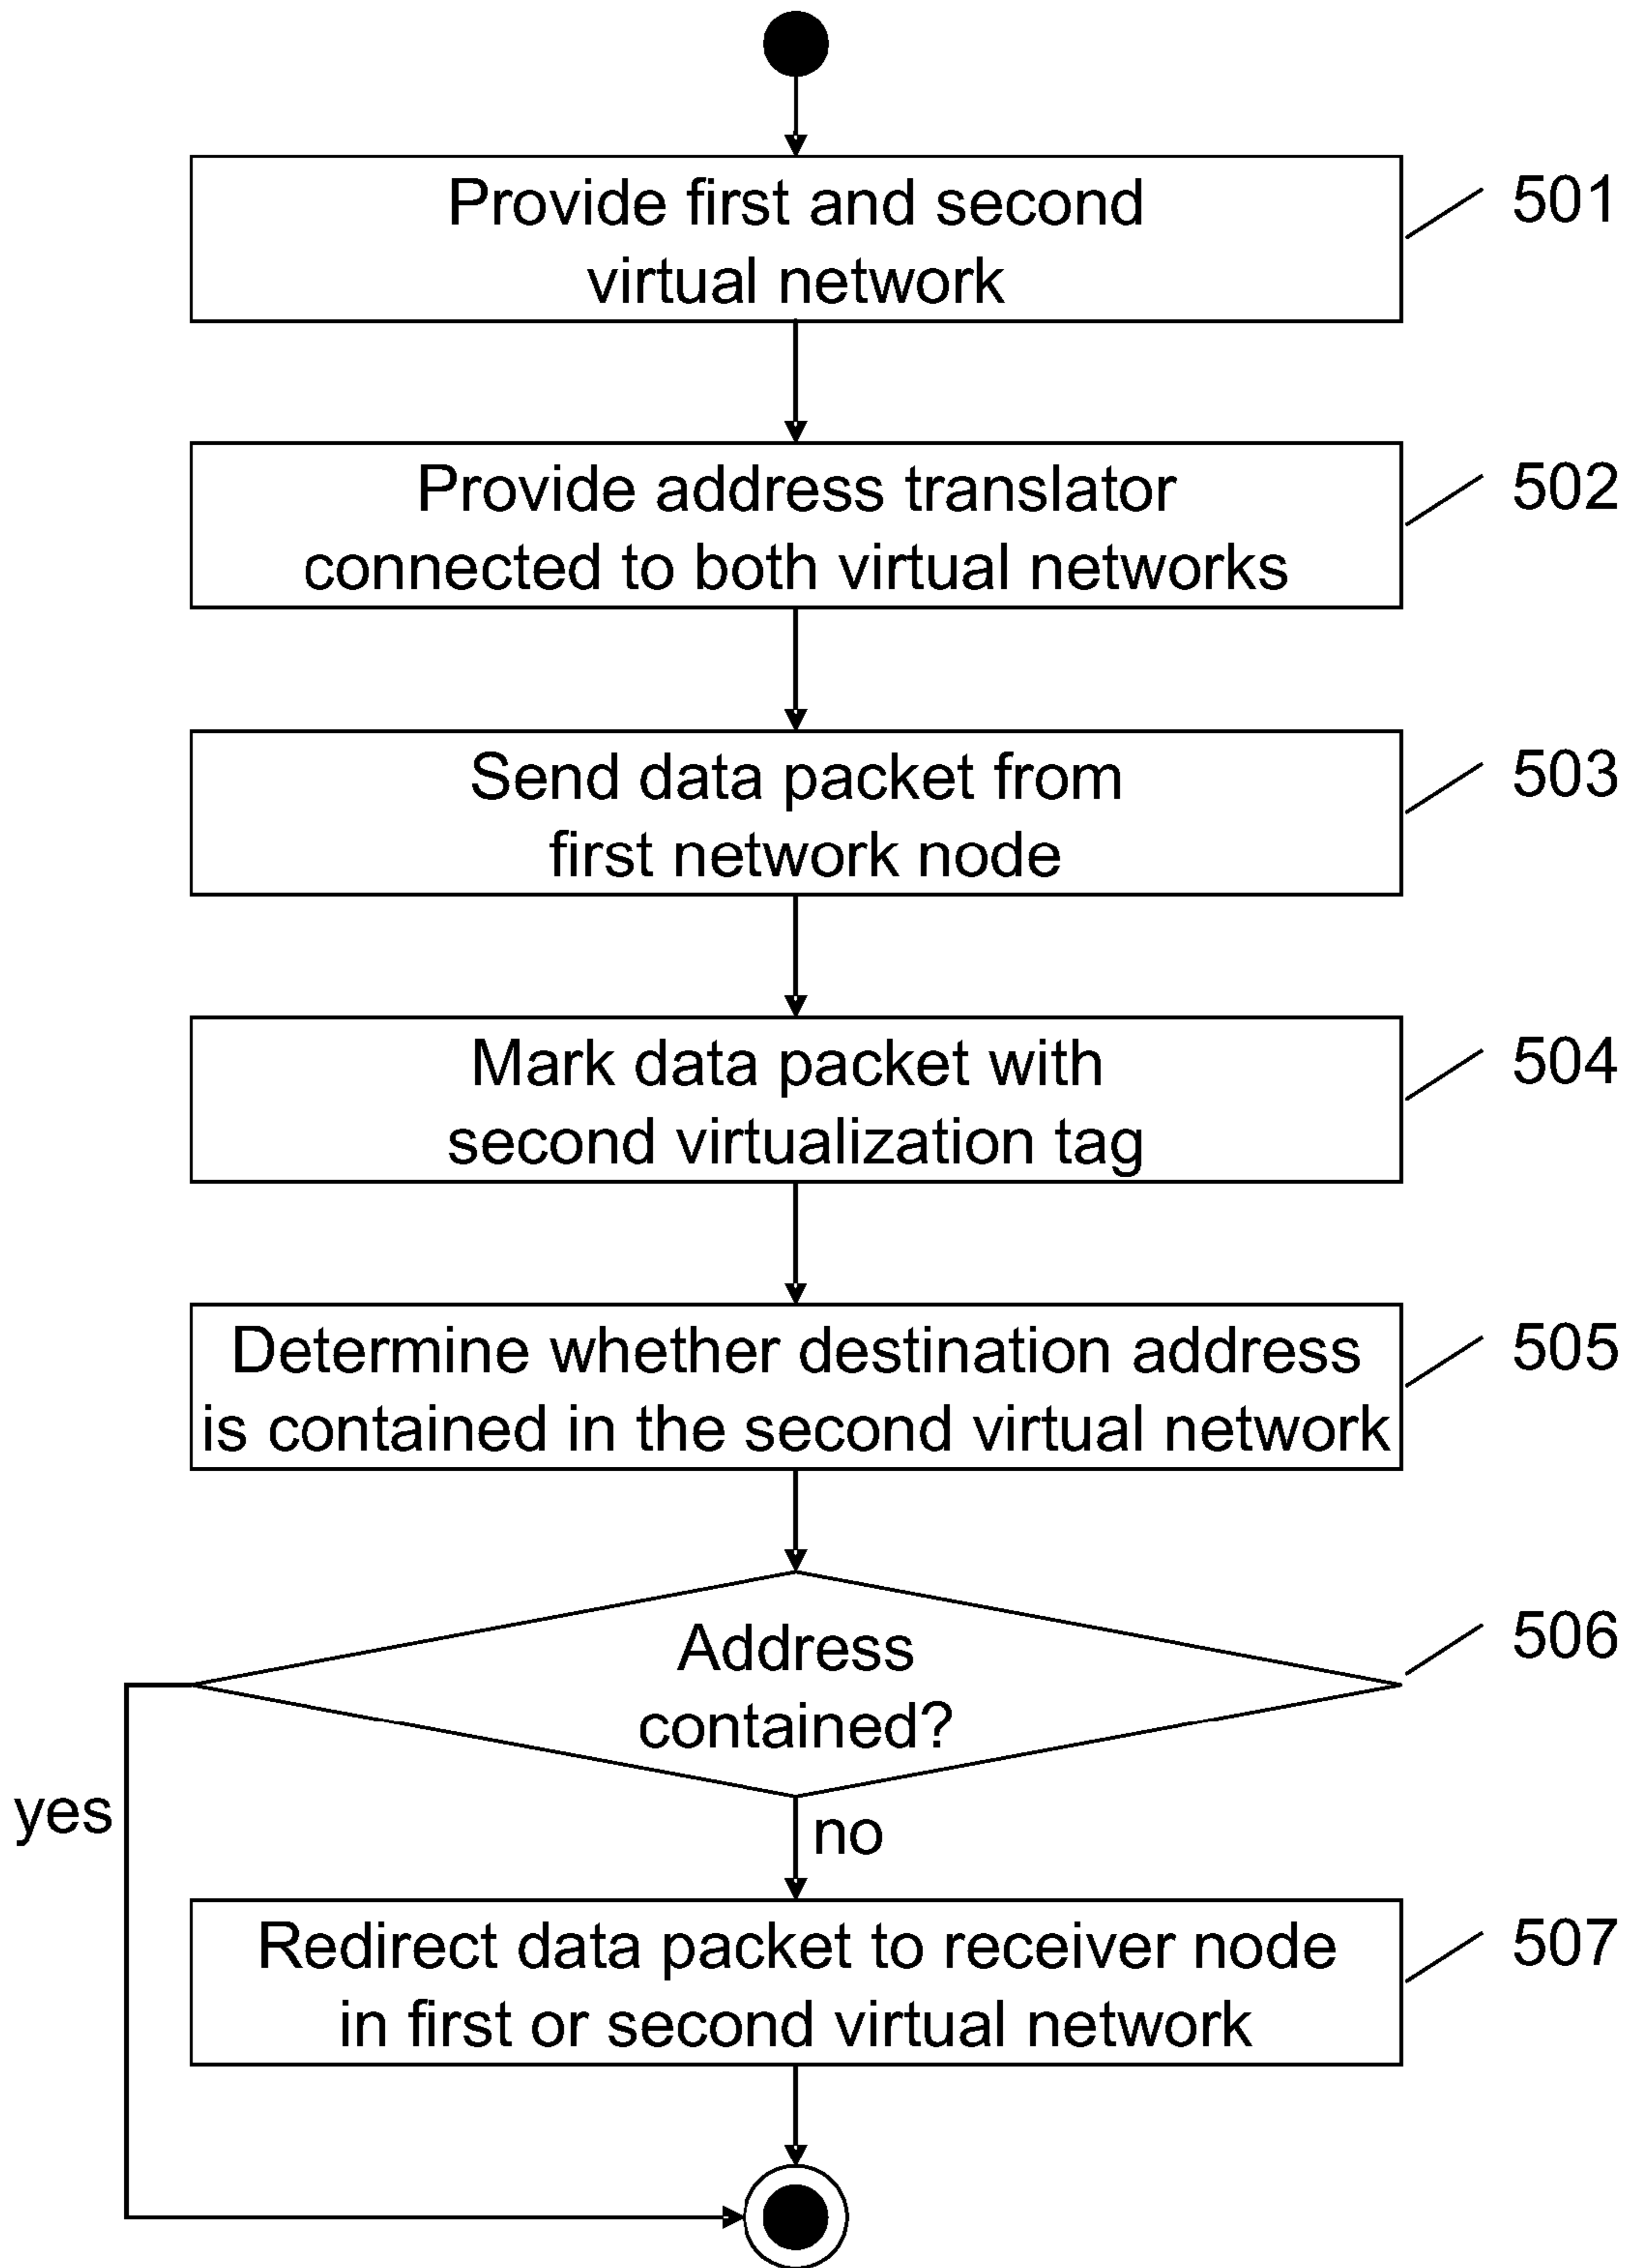 Provide first and second
virtual network
501
Provide address translator
connected to both virtual networks
502
Send data packet from
first network node
503
Mark data packet with
second virtualization tag
504
Determine whether destination address
is contained in the second virtual network
505
Address
contained?
506
yes
no
Redirect data packet to receiver node
in first or second virtual network
507